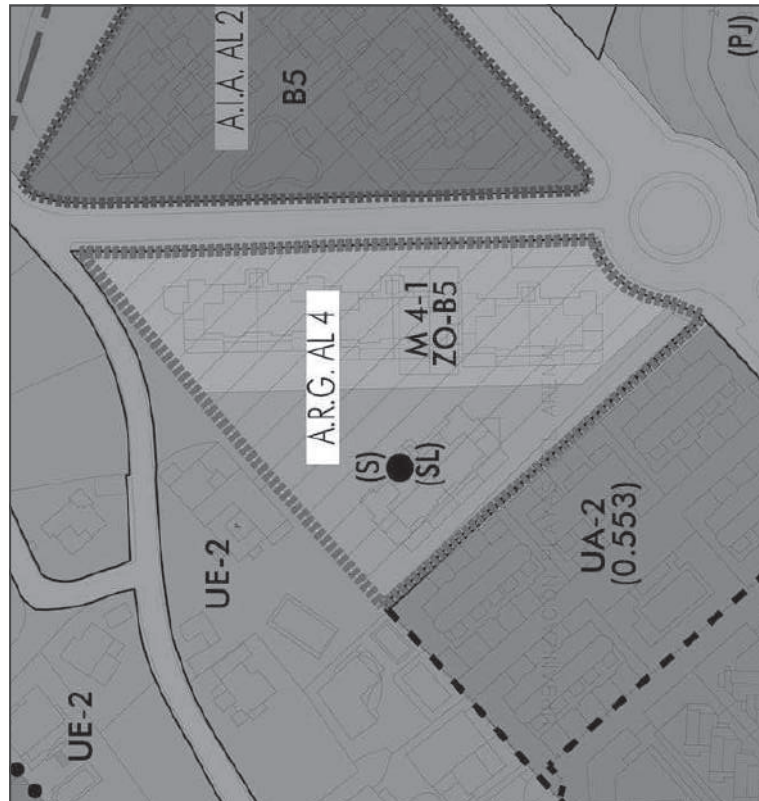 UE-2
UE-2
A.I.A. AL 2
B5
A.R.G. AL 4
(S)
(SL)
M 4-1
ZO-B5
UA-2
(0.553)
(PJ)